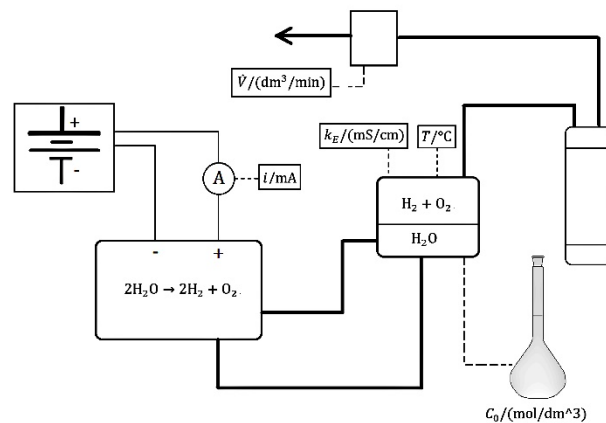 V̇/(dm³/min)
+
-
k_E/(mS/cm)
T/°C
A
i/mA
H₂ + O₂
H₂O
- +
2H₂O → 2H₂ + O₂
C₀/(mol/dm^3)